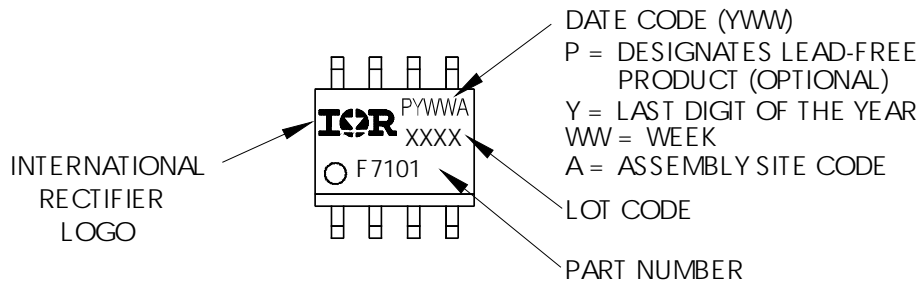 DATE CODE (YWW)
P = DESIGNATES LEAD-FREE
PRODUCT (OPTIONAL)
Y = LAST DIGIT OF THE YEAR
WW = WEEK
A = ASSEMBLY SITE CODE
LOT CODE
PART NUMBER
INTERNATIONAL
RECTIFIER
LOGO
IOR
PYWWA
XXXX
F7101